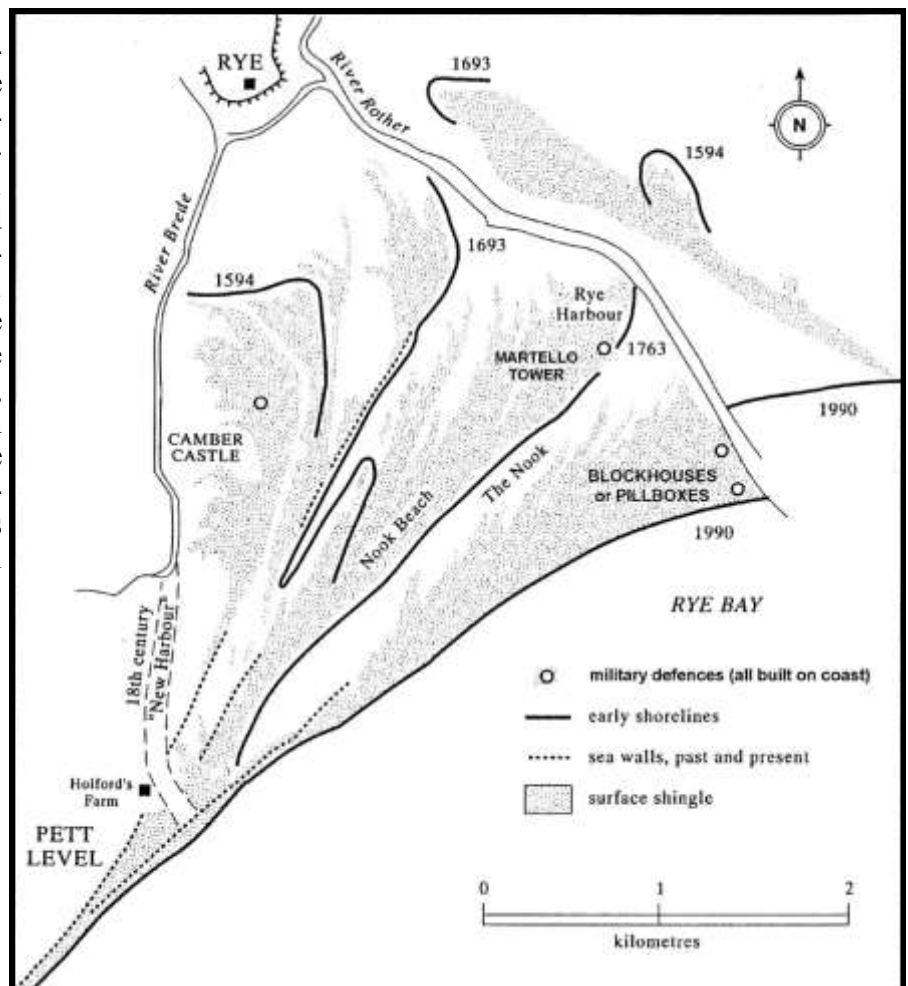 RYE
River Rother
1693
N
1594
River Brede
1693
1594
Rye
Harbour
MARTELLO
TOWER
1763
CAMBER
CASTLE
1990
The Nook
BLOCKHOUSES
or PILLBOXES
Nook Beach
1990
RYE BAY
18th century
"New Harbour"
military defences (all built on coast)
early shorelines
sea walls, past and present
surface shingle
Holford's
Farm
PETT
LEVEL
0 1 2
kilometres